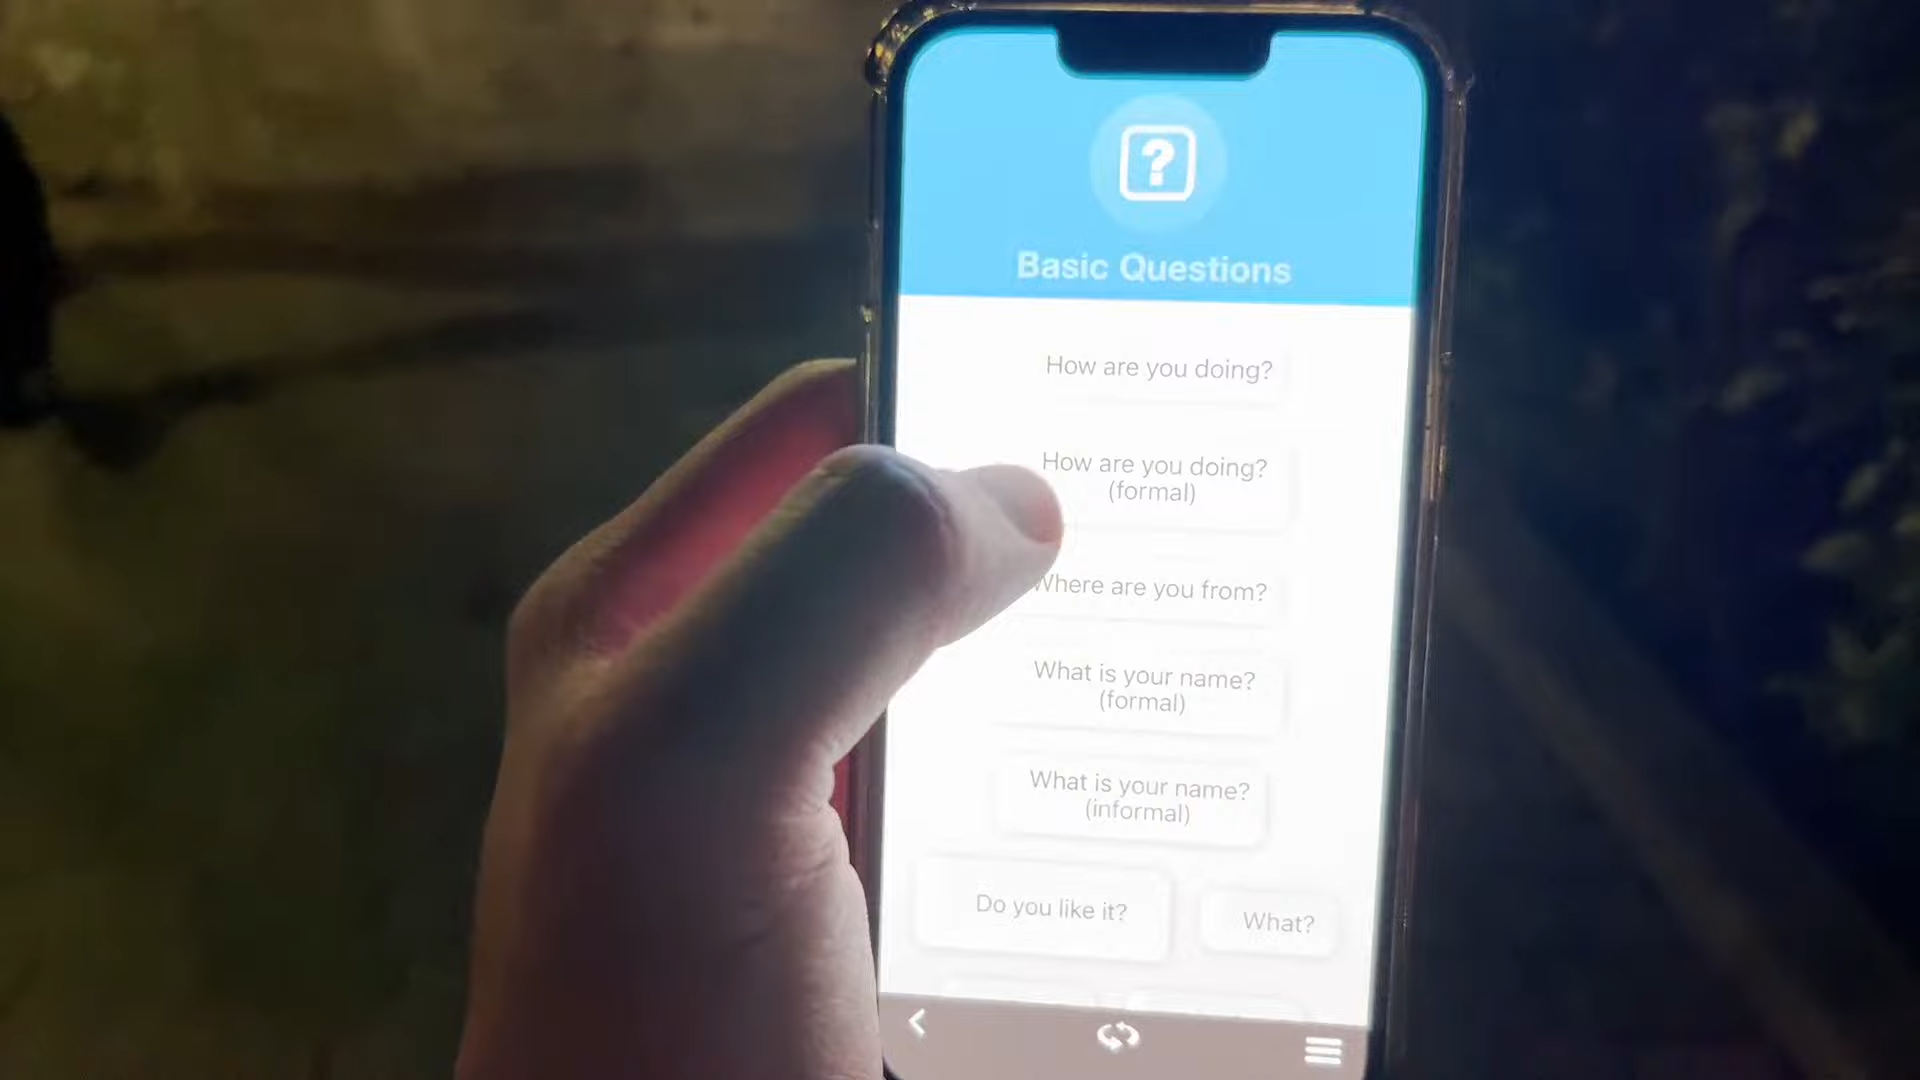 ?
Basic Questions
How are you doing?
How are you doing?
(formal)
Where are you from?
What is your name?
(formal)
What is your name?
(informal)
Do you like it?
What?